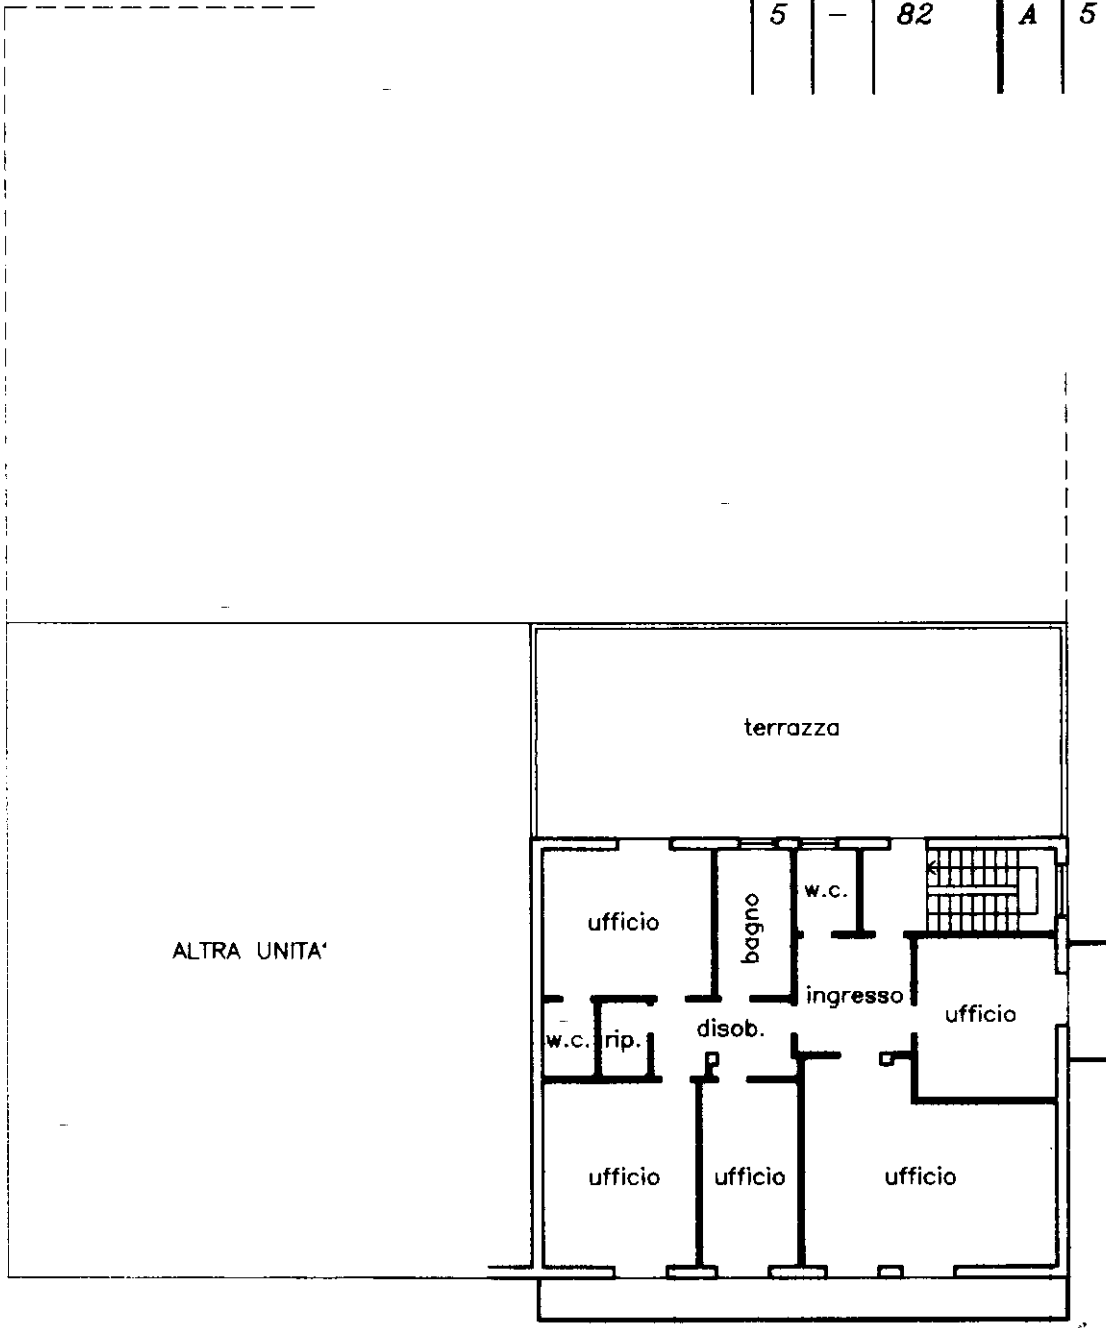 5 - 82 A 5
terrazza
ufficio
bagno
w.c.
ALTRA UNITA'
ingresso
ufficio
w.c.
rip.
disob.
ufficio
ufficio
ufficio